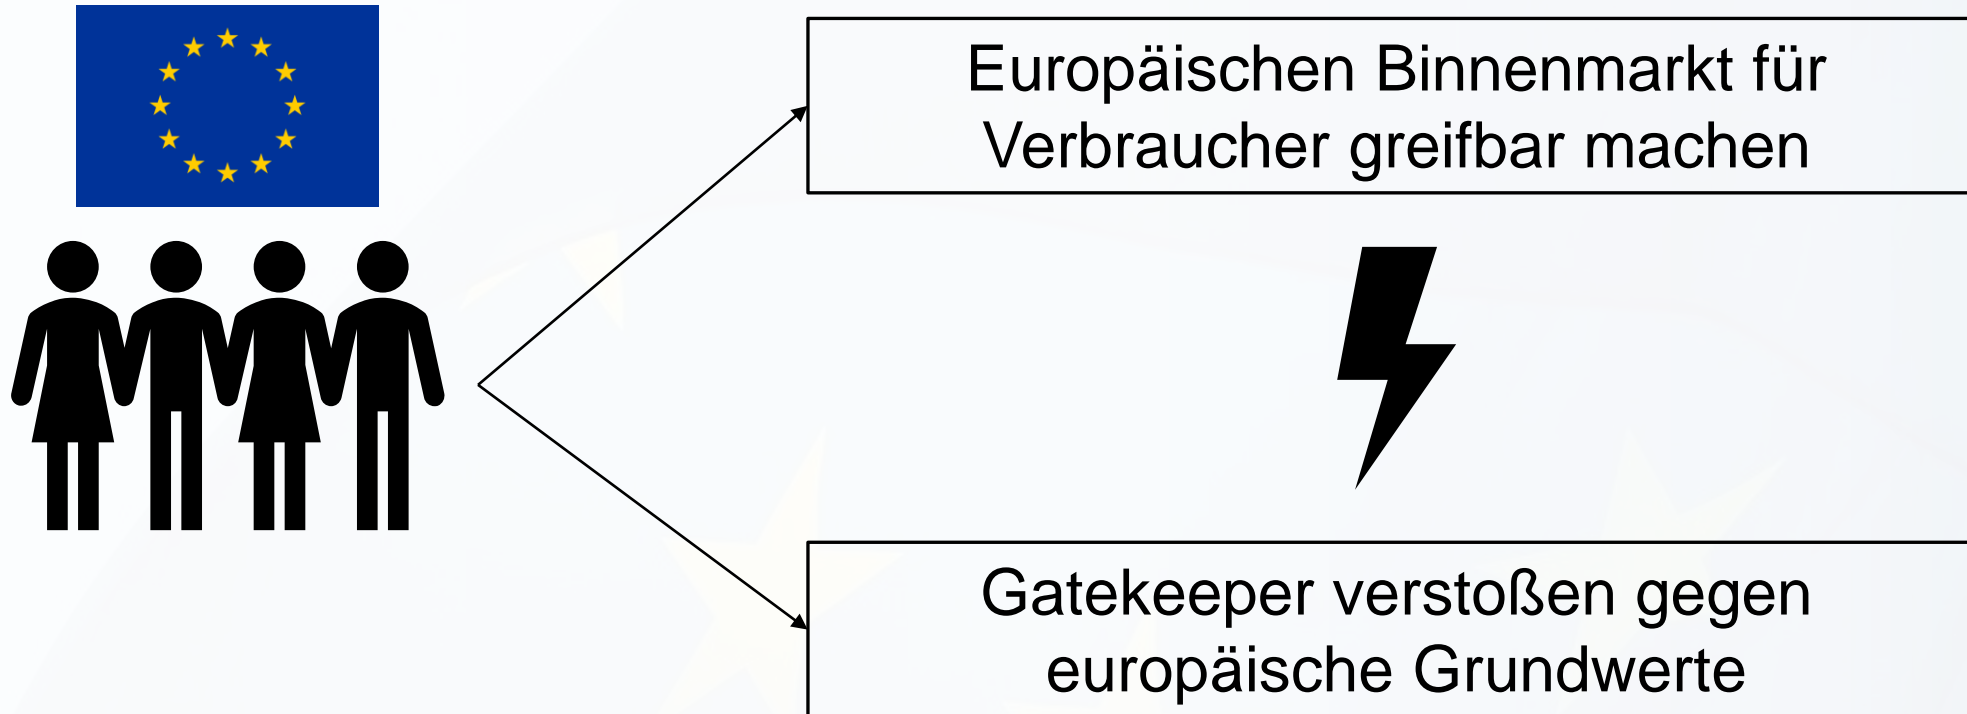 Europäischen Binnenmarkt für
Verbraucher greifbar machen
Gatekeeper verstoßen gegen
europäische Grundwerte